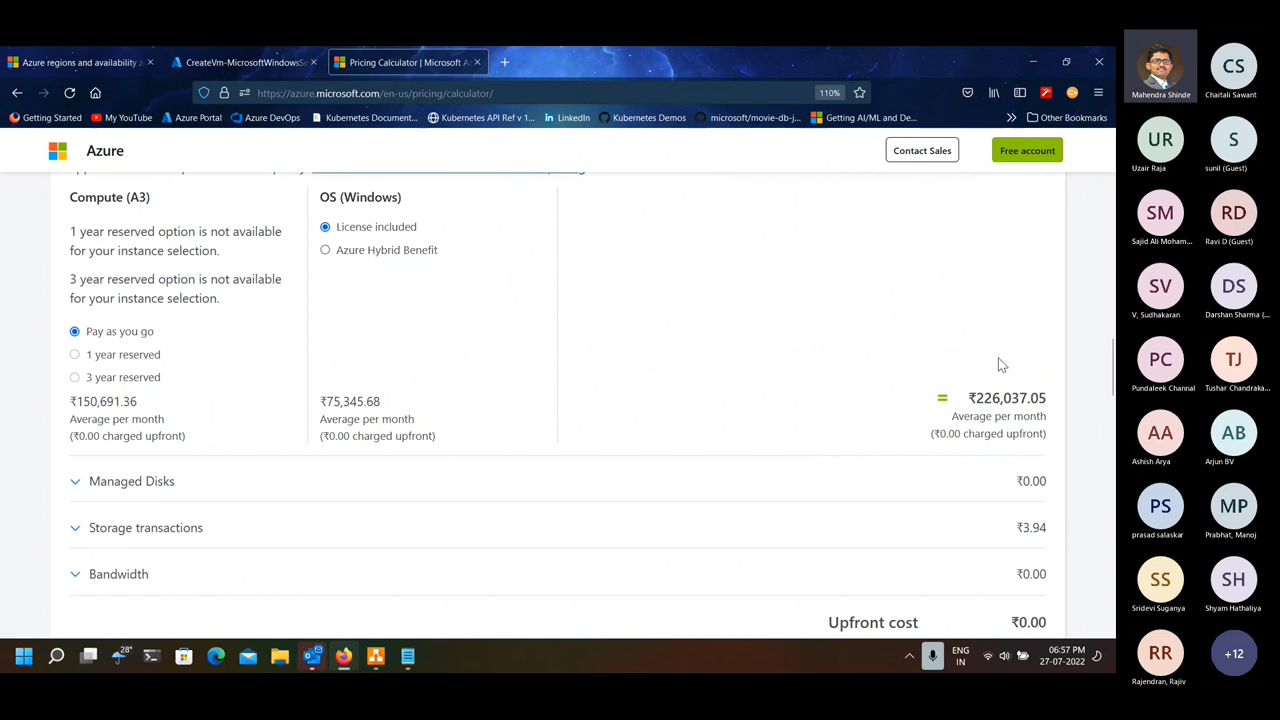 Azure regions and availability z
CreateVm-MicrosoftWindowsSe
Pricing Calculator | Microsoft A
https://azure.microsoft.com/en-us/pricing/calculator/
110%
Getting Started
My YouTube
Azure Portal
Azure DevOps
Kubernetes Document...
Kubernetes API Ref v 1...
LinkedIn
Kubernetes Demos
microsoft/movie-db-j...
Getting AI/ML and De...
Other Bookmarks
Azure
Contact Sales
Free account
Compute (A3)
OS (Windows)
1 year reserved option is not available
for your instance selection.
3 year reserved option is not available
for your instance selection.
License included
Azure Hybrid Benefit
Pay as you go
1 year reserved
3 year reserved
₹150,691.36
Average per month
(₹0.00 charged upfront)
₹75,345.68
Average per month
(₹0.00 charged upfront)
= ₹226,037.05
Average per month
(₹0.00 charged upfront)
Managed Disks ₹0.00
Storage transactions ₹3.94
Bandwidth ₹0.00
Upfront cost ₹0.00
28°
ENG
IN
06:57 PM
27-07-2022
Mahendra Shinde
CS
Chaitali Sawant
UR
Uzair Raja
S
sunil (Guest)
SM
Sajid Ali Moham...
RD
Ravi D (Guest)
SV
V, Sudhakaran
DS
Darshan Sharma (...
PC
Pundaleek Channal
TJ
Tushar Chandraka...
AA
Ashish Arya
AB
Arjun BV
PS
prasad salaskar
MP
Prabhat, Manoj
SS
Sridevi Suganya
SH
Shyam Hathaliya
RR
Rajendran, Rajiv
+12